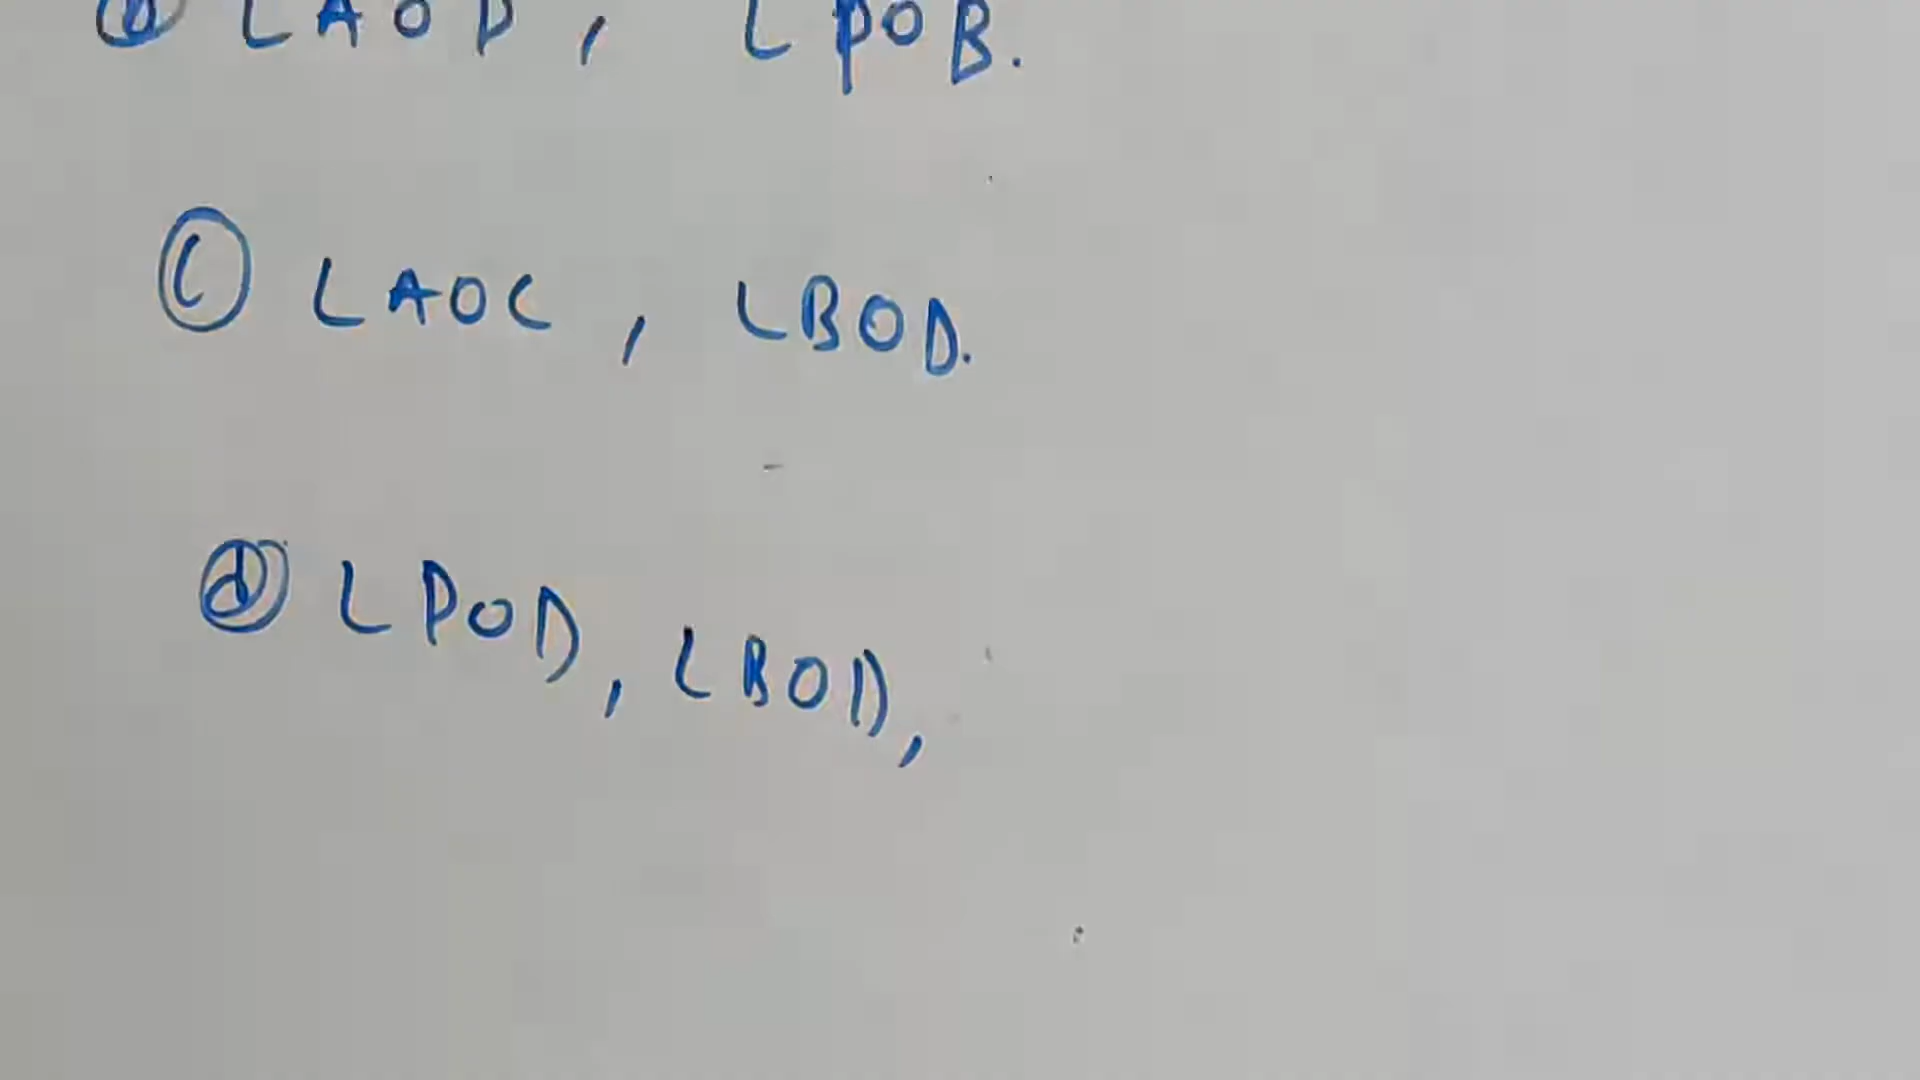 ⓑ ∠AOP, ∠POB.
ⓒ ∠AOC, ∠BOD.
ⓓ ∠POD, ∠BOD,